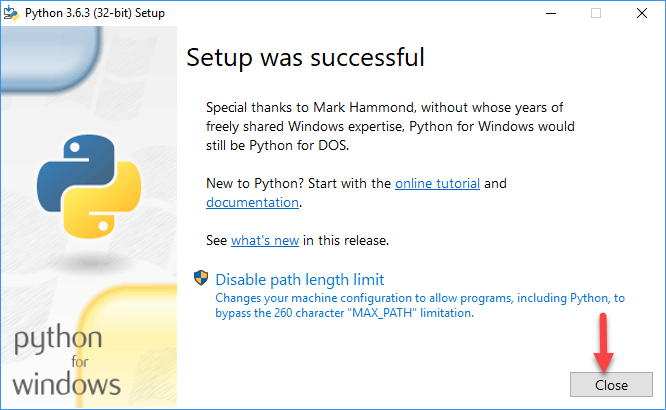 Python 3.6.3 (32-bit) Setup
Setup was successful
Special thanks to Mark Hammond, without whose years of
freely shared Windows expertise, Python for Windows would
still be Python for DOS.
New to Python? Start with the online tutorial and
documentation.
See what's new in this release.
Disable path length limit
Changes your machine configuration to allow programs, including Python, to
bypass the 260 character "MAX_PATH" limitation.
python
for
windows
Close